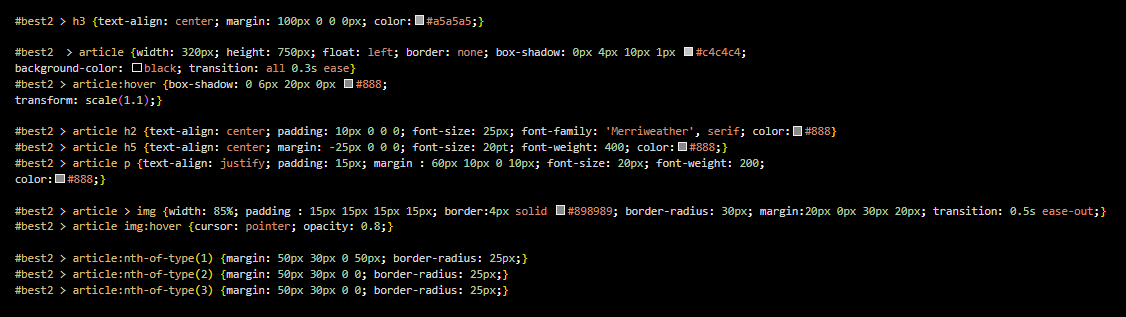 #best2 > h3 {text-align: center; margin: 100px 0 0 0px; color:#a5a5a5;}
#best2  > article {width: 320px; height: 750px; float: left; border: none; box-shadow: 0px 4px 10px 1px #c4c4c4;
background-color: black; transition: all 0.3s ease}
#best2 > article:hover {box-shadow: 0 6px 20px 0px #888;
transform: scale(1.1);}
#best2 > article h2 {text-align: center; padding: 10px 0 0 0; font-size: 25px; font-family: 'Merriweather', serif; color:#888}
#best2 > article h5 {text-align: center; margin: -25px 0 0 0; font-size: 20pt; font-weight: 400; color:#888;}
#best2 > article p {text-align: justify; padding: 15px; margin : 60px 10px 0 10px; font-size: 20px; font-weight: 200;
color:#888;}
#best2 > article > img {width: 85%; padding : 15px 15px 15px 15px; border:4px solid #898989; border-radius: 30px; margin:20px 0px 30px 20px; transition: 0.5s ease-out;}
#best2 > article img:hover {cursor: pointer; opacity: 0.8;}
#best2 > article:nth-of-type(1) {margin: 50px 30px 0 50px; border-radius: 25px;}
#best2 > article:nth-of-type(2) {margin: 50px 30px 0 0; border-radius: 25px;}
#best2 > article:nth-of-type(3) {margin: 50px 30px 0 0; border-radius: 25px;}